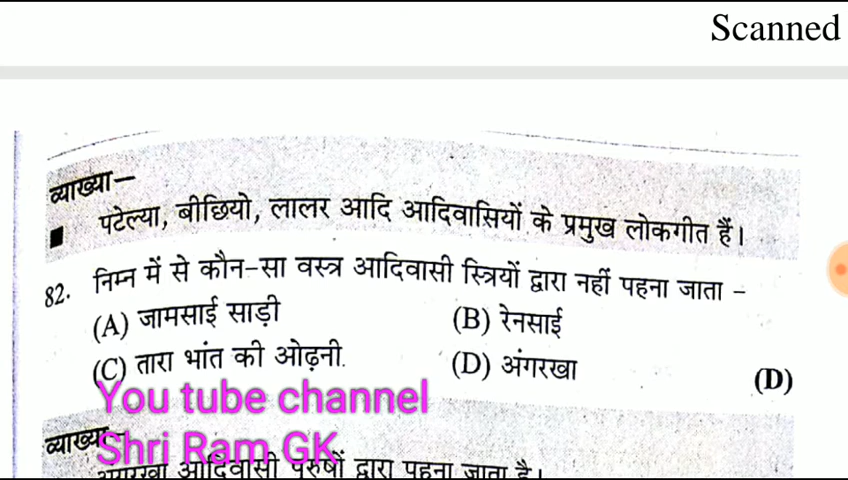 Scanned
व्याख्या–
■ पटेल्या, बीछियो, लालर आदि आदिवासियों के प्रमुख लोकगीत हैं।
82. निम्न में से कौन-सा वस्त्र आदिवासी स्त्रियों द्वारा नहीं पहना जाता -
(A) जामसाई साड़ी (B) रेनसाई
(C) तारा भांत की ओढ़नी. (D) अंगरखा (D)
You tube channel
व्याख्या–
Shri Ram GK
अंगरखा आदिवासी पुरुषों द्वारा पहना जाता है।